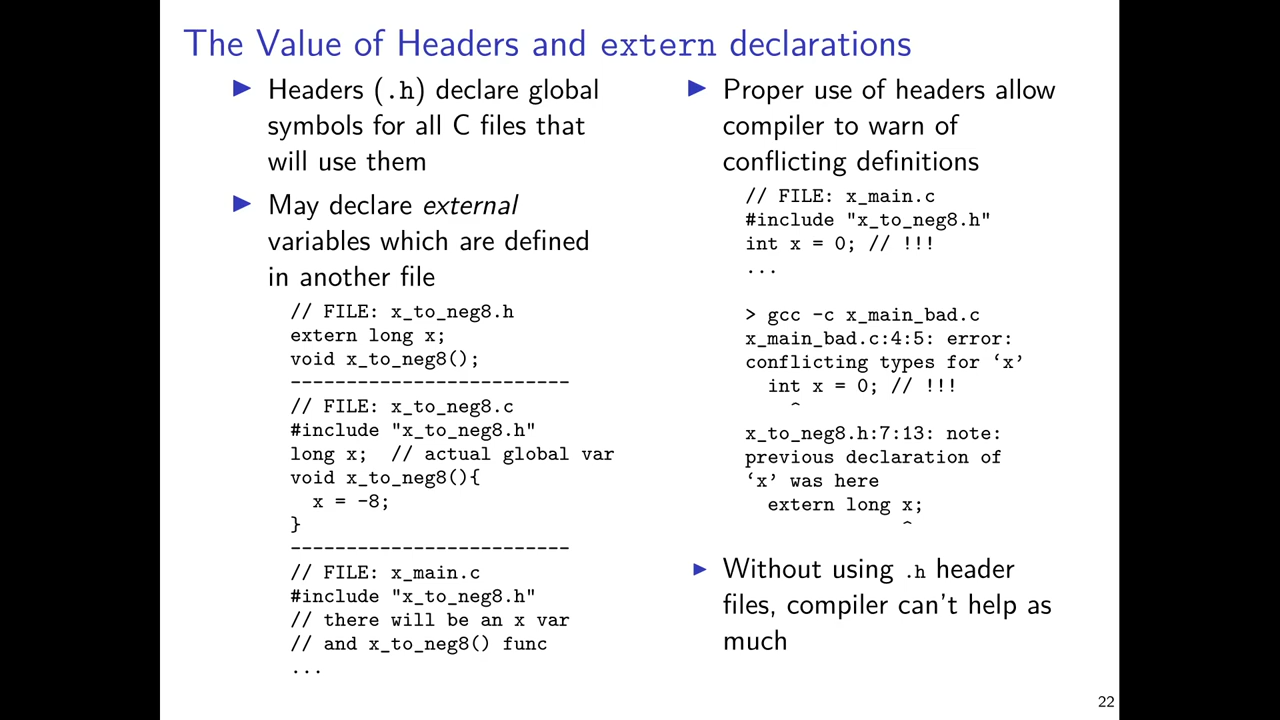 The Value of Headers and extern declarations
▶ Headers (.h) declare global
symbols for all C files that
will use them
▶ May declare external
variables which are defined
in another file
// FILE: x_to_neg8.h
extern long x;
void x_to_neg8();
-------------------------
// FILE: x_to_neg8.c
#include "x_to_neg8.h"
long x;  // actual global var
void x_to_neg8(){
  x = -8;
}
-------------------------
// FILE: x_main.c
#include "x_to_neg8.h"
// there will be an x var
// and x_to_neg8() func
...
▶ Proper use of headers allow
compiler to warn of
conflicting definitions
// FILE: x_main.c
#include "x_to_neg8.h"
int x = 0; // !!!
...
> gcc -c x_main_bad.c
x_main_bad.c:4:5: error:
conflicting types for ‘x’
  int x = 0; // !!!
    ^
x_to_neg8.h:7:13: note:
previous declaration of
‘x’ was here
  extern long x;
              ^
▶ Without using .h header
files, compiler can’t help as
much
22